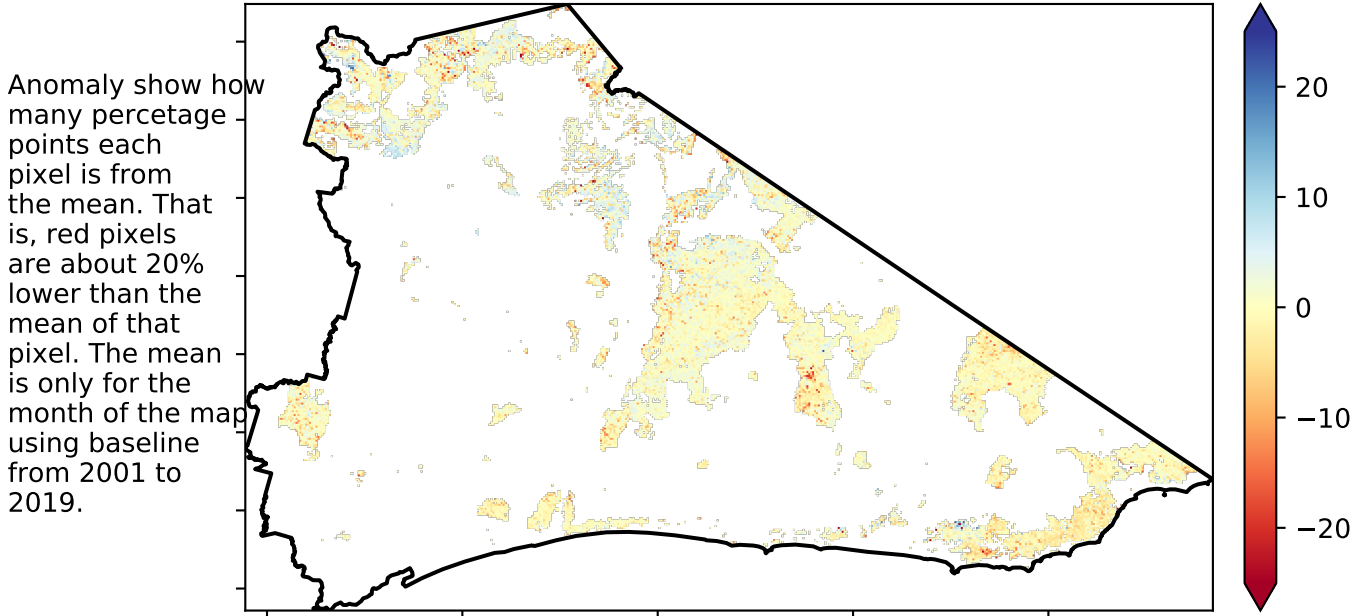 Anomaly show how
many percetage
points each
pixel is from
the mean. That
is, red pixels
are about 20%
lower than the
mean of that
pixel. The mean
is only for the
month of the map
using baseline
from 2001 to
2019.
20
10
0
−10
−20